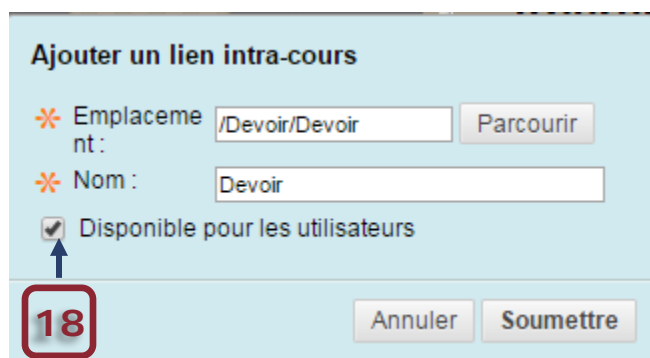 Ajouter un lien intra-cours
Emplaceme
nt :
/Devoir/Devoir
Parcourir
Nom :
Devoir
Disponible pour les utilisateurs
18
Annuler
Soumettre